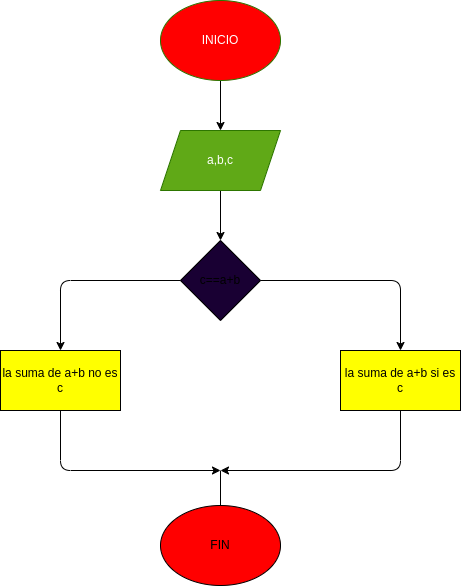 INICIO
a,b,c
c==a+b
la suma de a+b no es
c
la suma de a+b si es
c
FIN